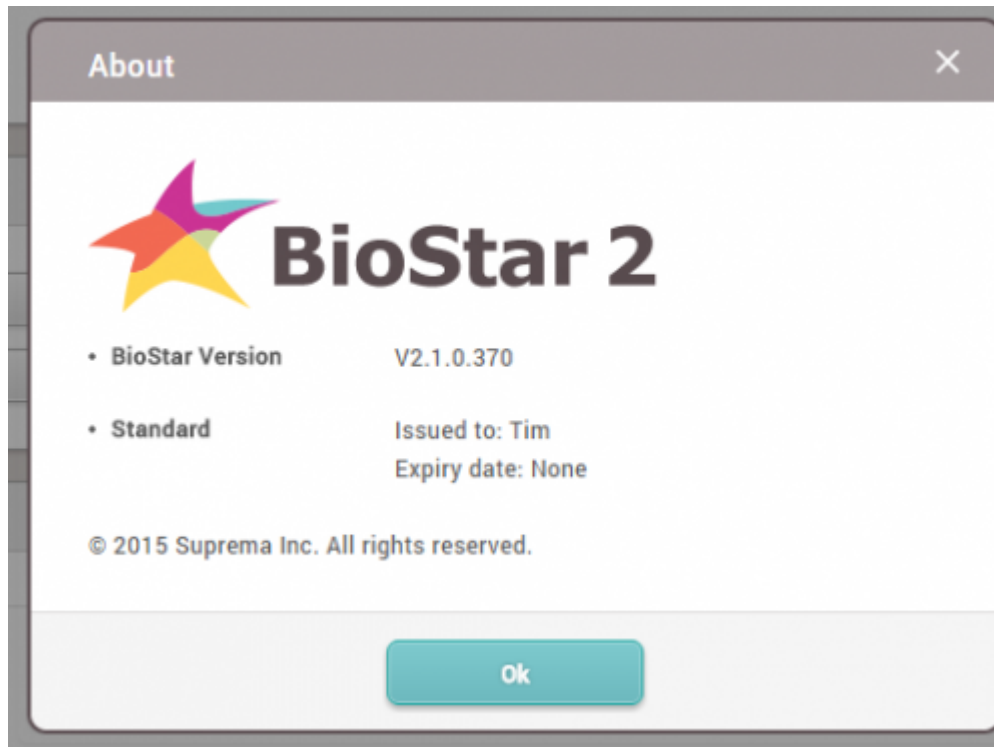 About
BioStar 2
• BioStar Version V2.1.0.370
• Standard Issued to: Tim
Expiry date: None
© 2015 Suprema Inc. All rights reserved.
Ok